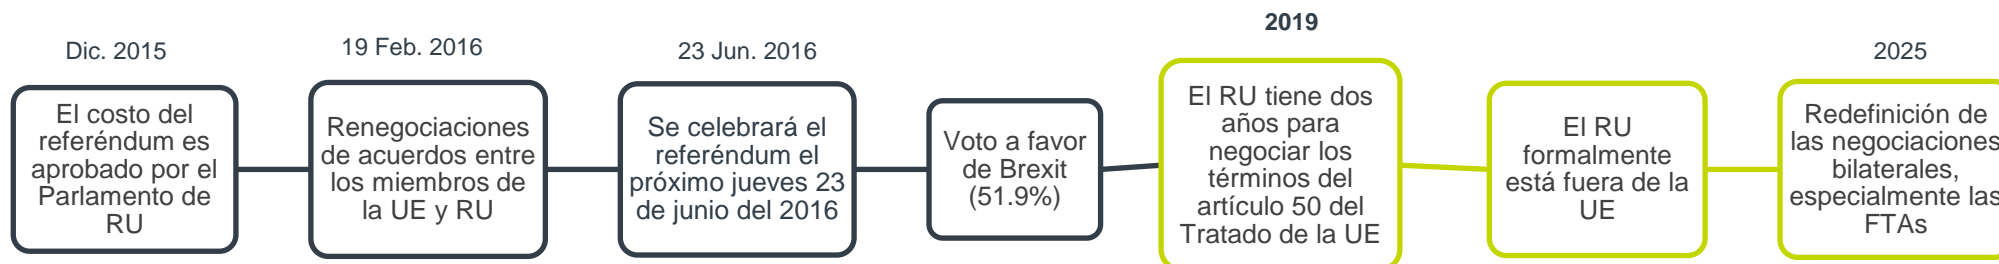 Dic. 2015
El costo del
referéndum es
aprobado por el
Parlamento de
RU
19 Feb. 2016
Renegociaciones
de acuerdos entre
los miembros de
la UE y RU
23 Jun. 2016
Se celebrará el
referéndum el
próximo jueves 23
de junio del 2016
Voto a favor
de Brexit
(51.9%)
2019
El RU tiene dos
años para
negociar los
términos del
artículo 50 del
Tratado de la UE
El RU
formalmente
está fuera de la
UE
2025
Redefinición de
las negociaciones
bilaterales,
especialmente las
FTAs